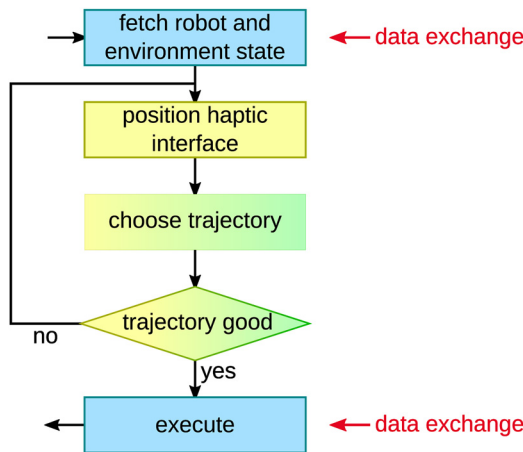 fetch robot and
environment state
data exchange
position haptic
interface
choose trajectory
trajectory good
no
yes
execute
data exchange